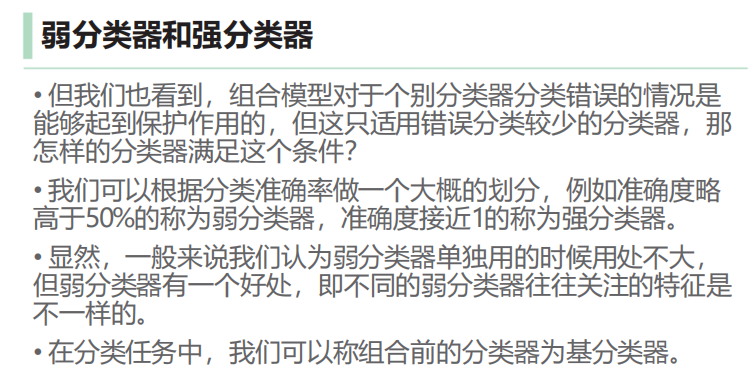 弱分类器和强分类器
• 但我们也看到，组合模型对于个别分类器分类错误的情况是
能够起到保护作用的，但这只适用错误分类较少的分类器，那
怎样的分类器满足这个条件？
• 我们可以根据分类准确率做一个大概的划分，例如准确度略
高于50%的称为弱分类器，准确度接近1的称为强分类器。
• 显然，一般来说我们认为弱分类器单独用的时候用处不大，
但弱分类器有一个好处，即不同的弱分类器往往关注的特征是
不一样的。
• 在分类任务中，我们可以称组合前的分类器为基分类器。